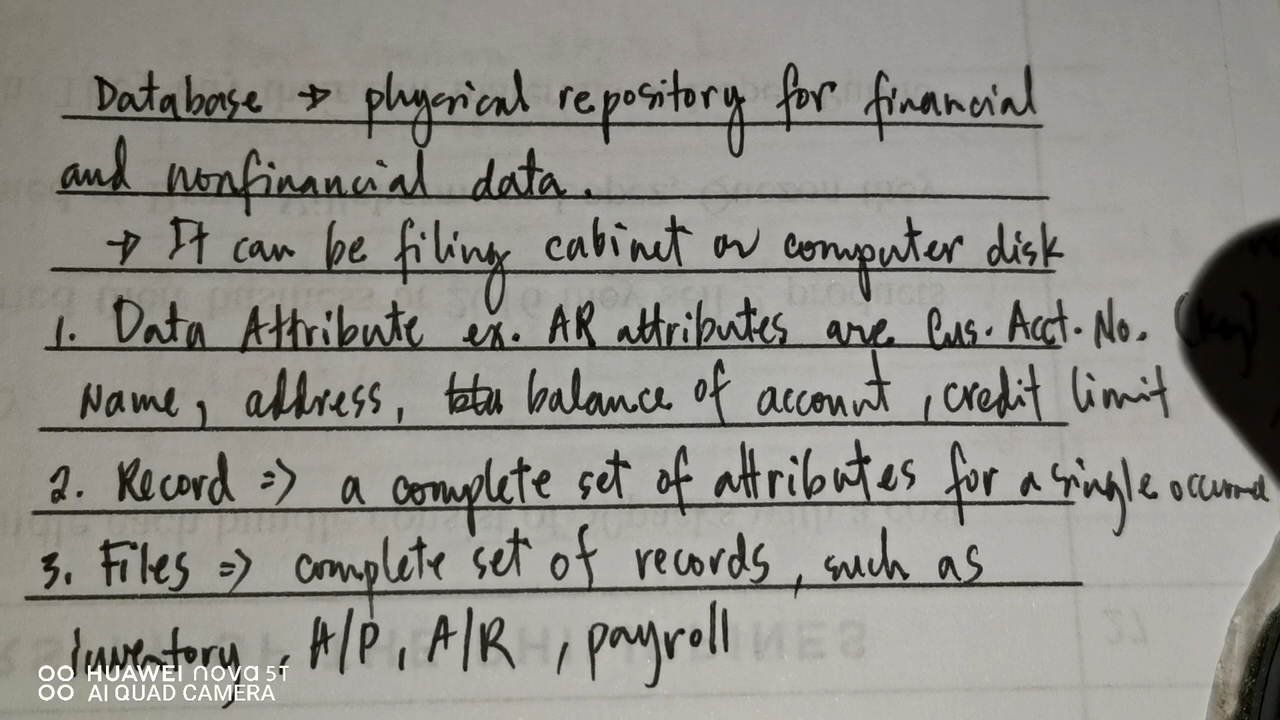 Database → physical repository for financial
and nonfinancial data.
→ It can be filing cabinet or computer disk
1. Data Attribute ex. AR attributes are Cus. Acct. No. (key)
Name, address, balance of account, credit limit
2. Record => a complete set of attributes for a single
3. Files => complete set of records, such as
inventory, A/P, A/R, payroll
HUAWEI nova 5T
AI QUAD CAMERA